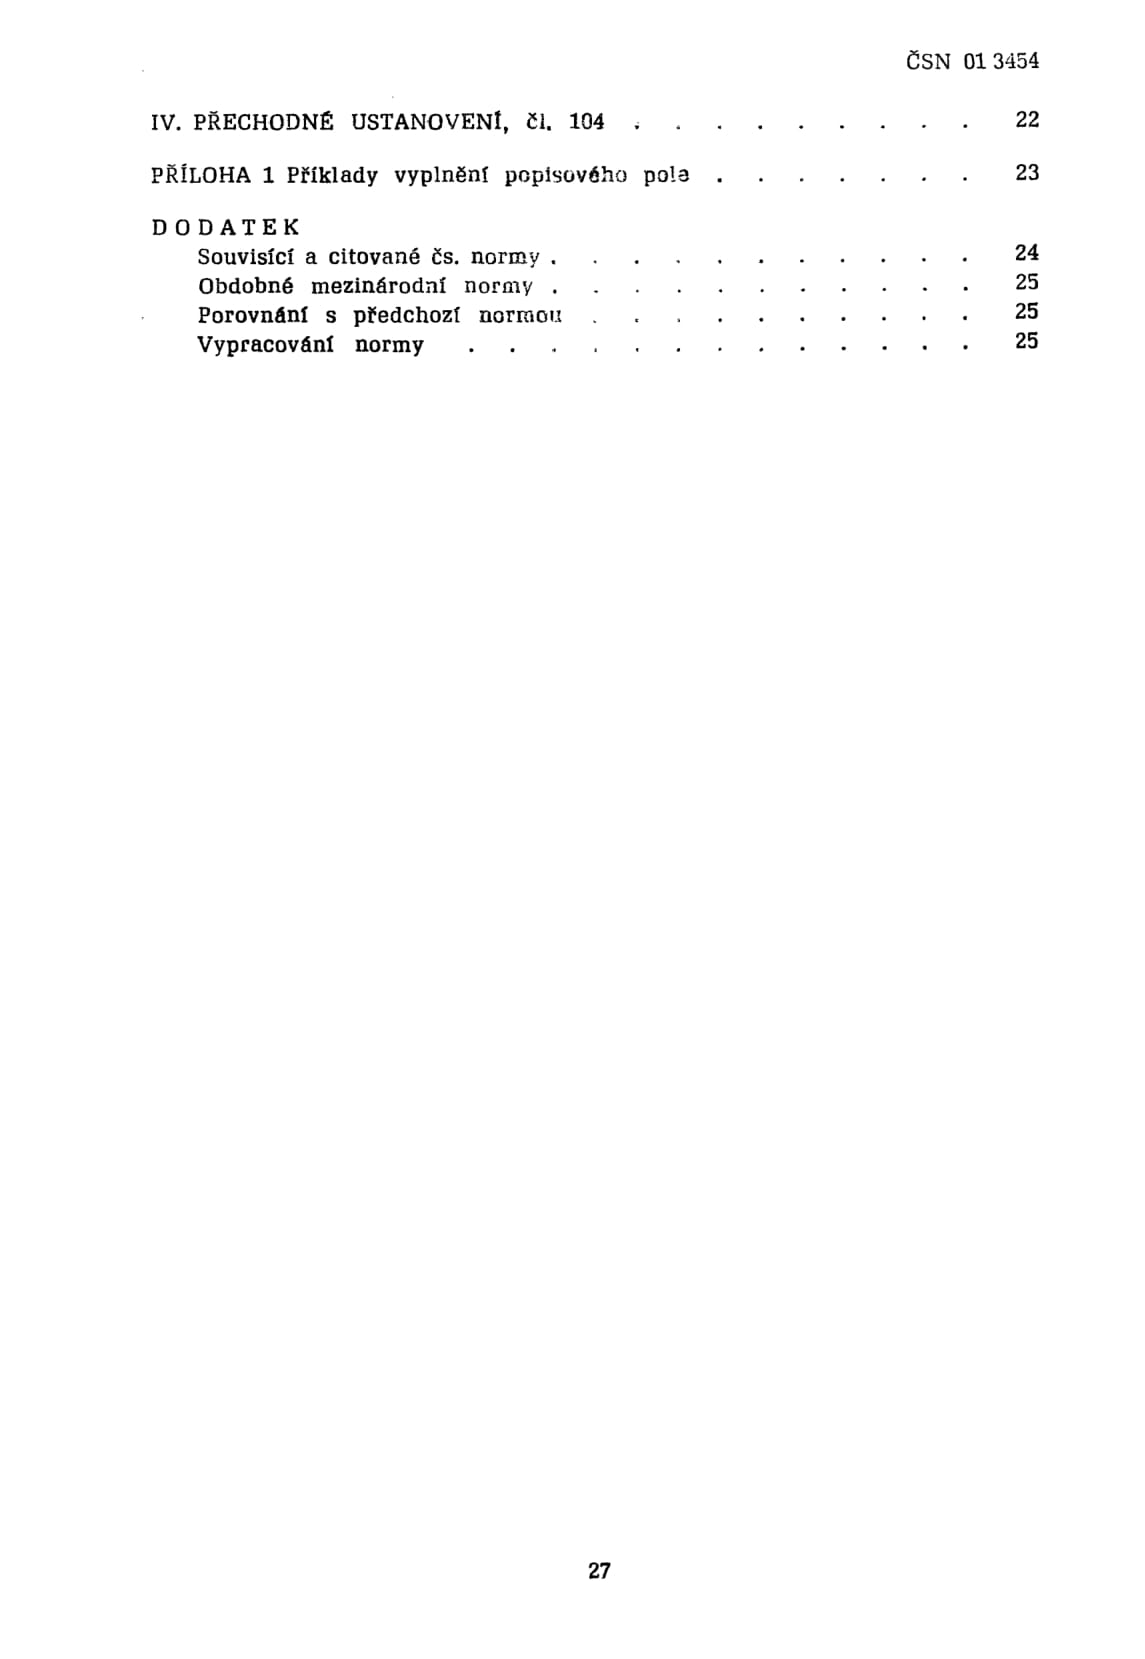 ČSN 01 3454
IV. PŘECHODNÉ USTANOVENÍ, čl. 104 . . . . . . . . . 22
PŘÍLOHA 1 Příklady vyplnění popisového pole . . . . . . . 23
DODATEK
Souvisící a citované čs. normy . . . . . . . . . . . 24
Obdobné mezinárodní normy . . . . . . . . . . . 25
Porovnání s předchozí normou . . . . . . . . . . 25
Vypracování normy . . . . . . . . . . . . . 25
27